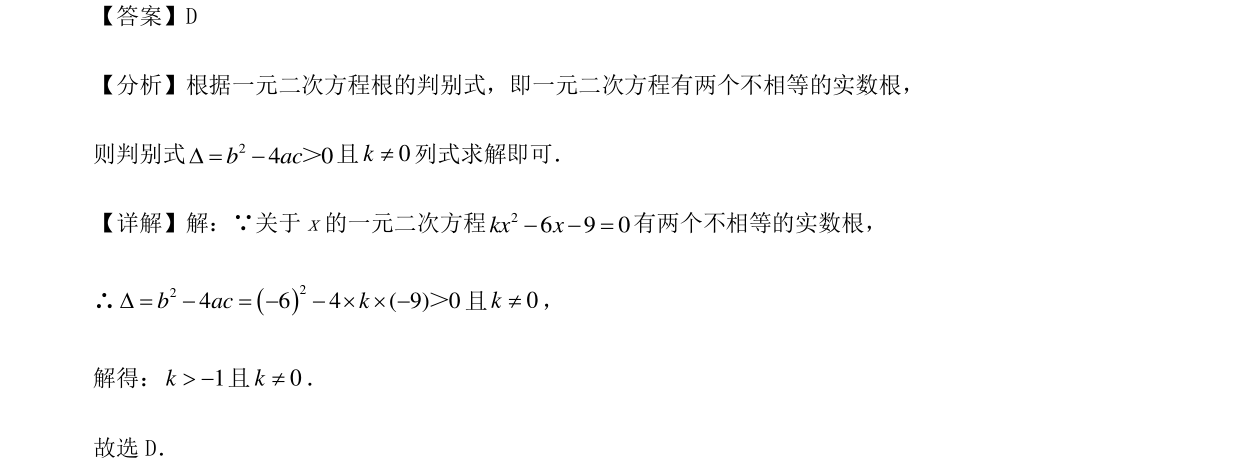 【答案】D
【分析】根据一元二次方程根的判别式，即一元二次方程有两个不相等的实数根，
则判别式Δ=b²−4ac>0且k≠0列式求解即可．
【详解】解：∵关于 x 的一元二次方程kx²−6x−9=0有两个不相等的实数根，
∴Δ=b²−4ac=(−6)²−4×k×(−9)>0且k≠0，
解得：k>−1且k≠0．
故选 D．